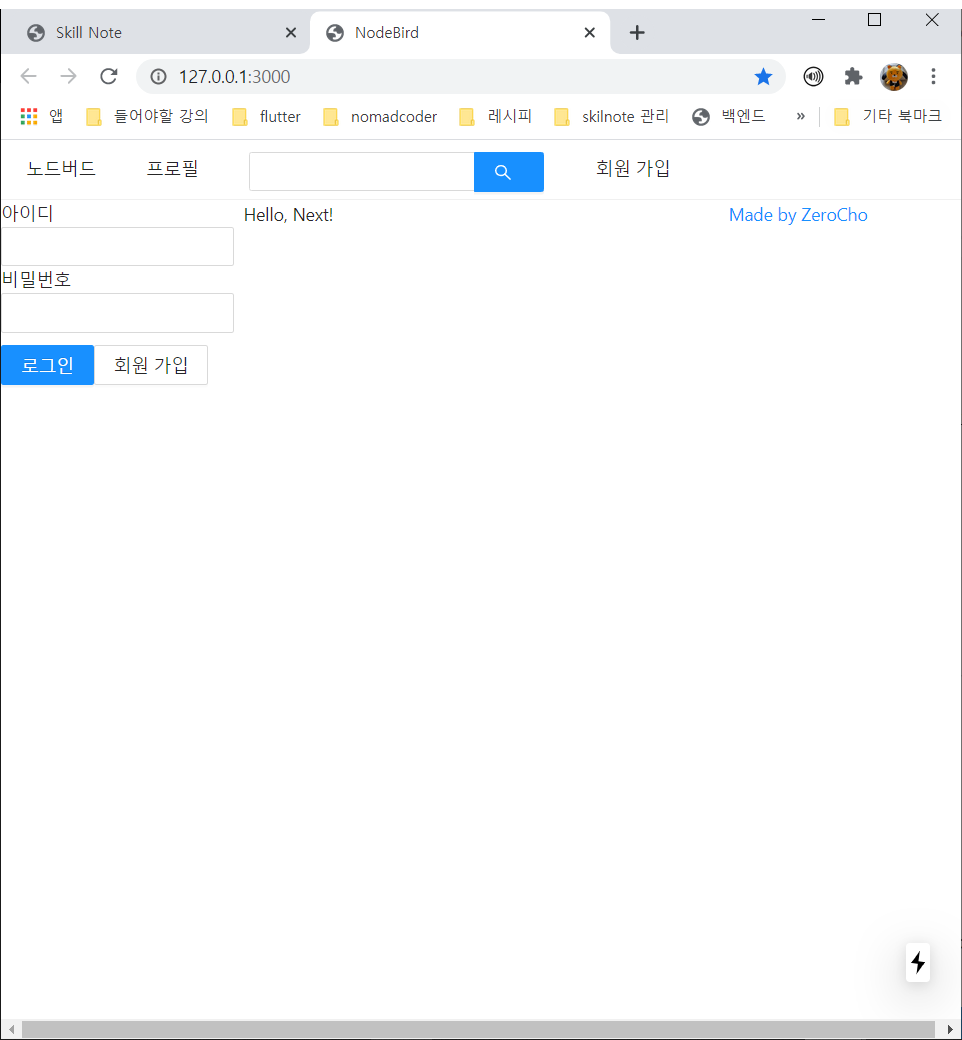 Skill Note NodeBird
127.0.0.1:3000
앱 들어야할 강의 flutter nomadcoder 레시피 skilnote 관리 백엔드 » 기타 북마크
노드버드 프로필 회원 가입
아이디 Hello, Next! Made by ZeroCho
비밀번호
로그인 회원 가입